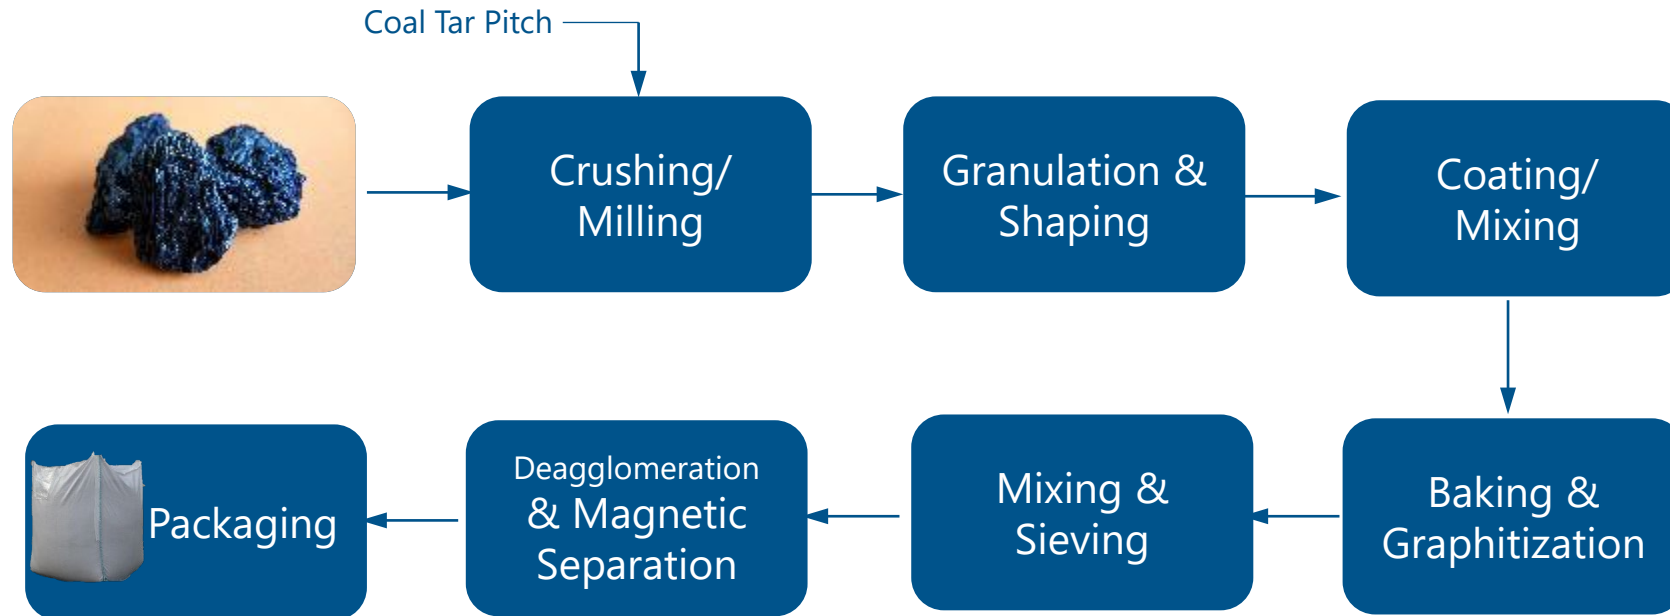 Coal Tar Pitch
Crushing/
Milling
Granulation &
Shaping
Coating/
Mixing
Baking &
Graphitization
Mixing &
Sieving
Deagglomeration
& Magnetic
Separation
Packaging